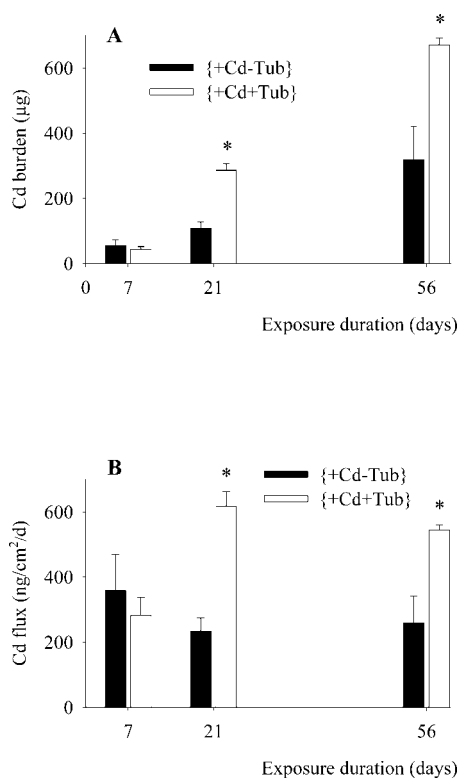 A
*
{+Cd-Tub}
{+Cd+Tub}
*
Cd burden (µg)
600
400
200
0
0 7 21 56
Exposure duration (days)
B
*
{+Cd-Tub}
{+Cd+Tub}
*
Cd flux (ng/cm²/d)
600
400
200
0
7 21 56
Exposure duration (days)